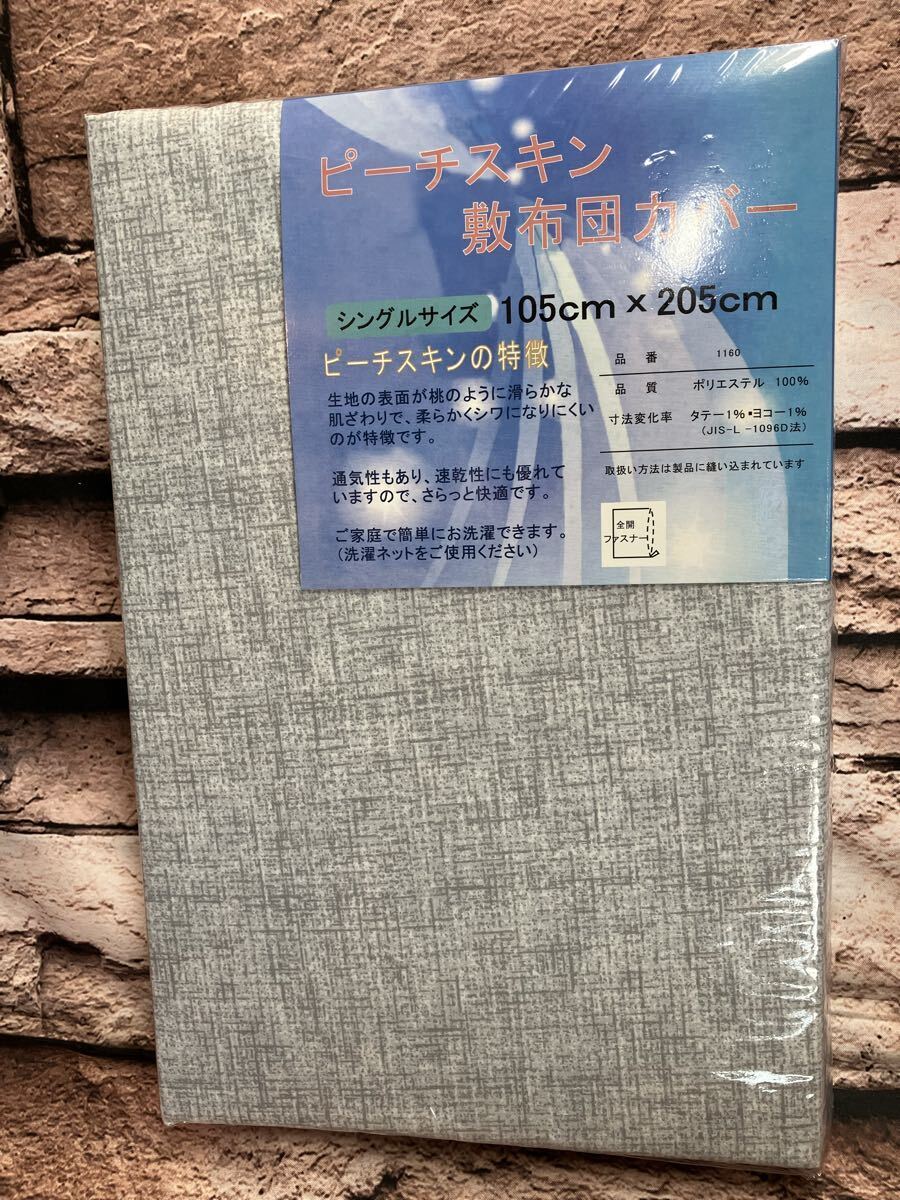 ピーチスキン
敷布団カバー
シングルサイズ 105cm×205cm
ピーチスキンの特徴
生地の表面が桃のように滑らかな
肌ざわりで、柔らかくシワになりにくい
のが特徴です。
通気性もあり、速乾性にも優れて
いますので、さらっと快適です。
ご家庭で簡単にお洗濯できます。
(洗濯ネットをご使用ください)
品番 1160
品質 ポリエステル 100%
寸法変化率 タテー1%・ヨコー1%
(JIS-L -1096D法)
取扱い方法は製品に縫い込まれています
全開
ファスナー